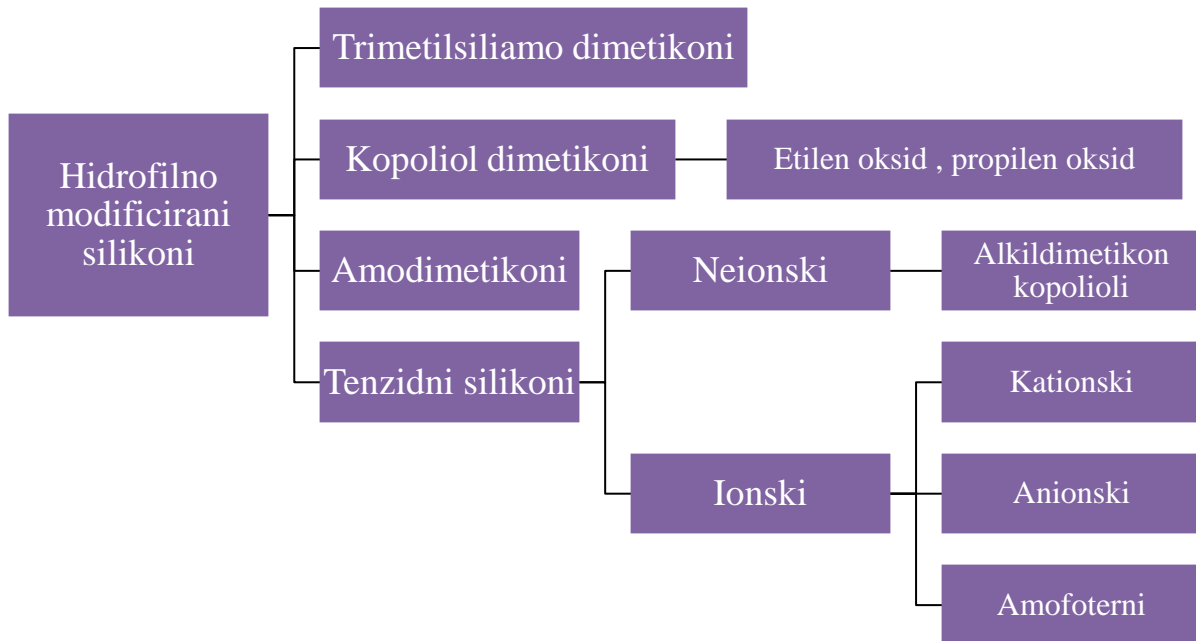 Hidrofilno
modificirani
silikoni
Trimetilsiliamo dimetikoni
Kopoliol dimetikoni
Etilen oksid , propilen oksid
Amodimetikoni
Tenzidni silikoni
Neionski
Alkildimetikon
kopolioli
Ionski
Kationski
Anionski
Amofoterni